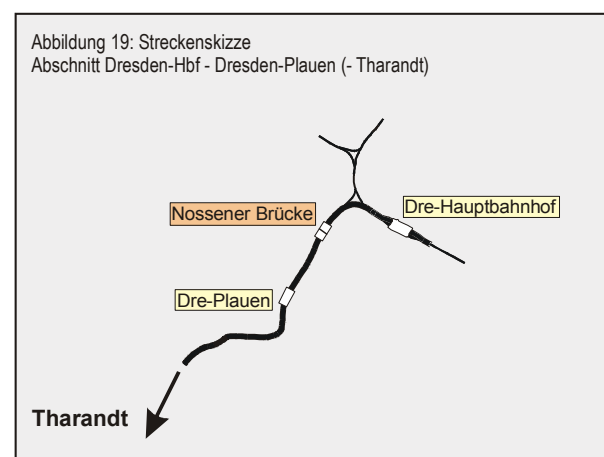 Abbildung 19: Streckenskizze
Abschnitt Dresden-Hbf - Dresden-Plauen (- Tharandt)
Nossener Brücke
Dre-Hauptbahnhof
Dre-Plauen
Tharandt